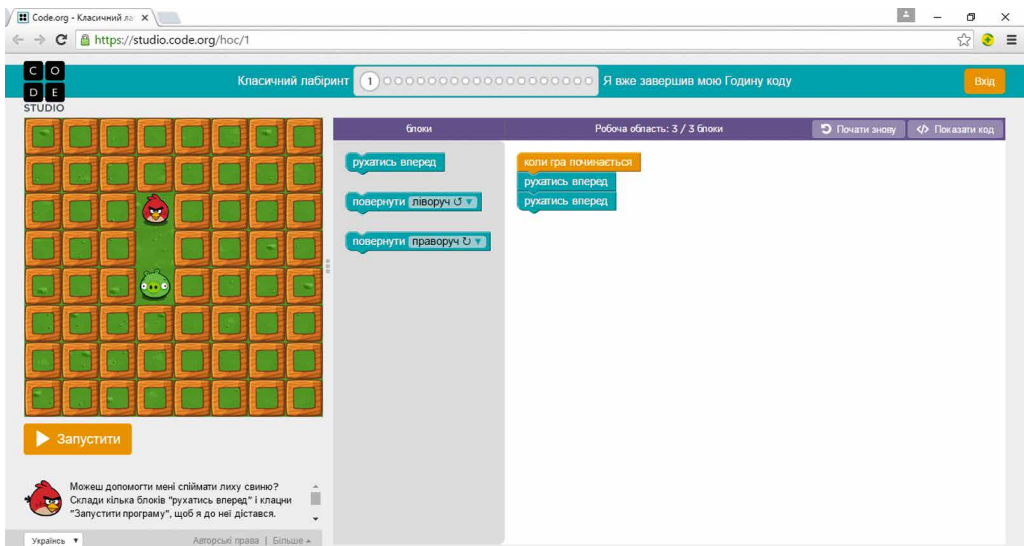 Code.org - Класичний ла
https://studio.code.org/hoc/1
C O
D E
STUDIO
Класичний лабіринт 1 Я вже завершив мою Годину коду Вхід
блоки Робоча область: 3 / 3 блоки Почати знову Показати код
рухатись вперед
повернути ліворуч
повернути праворуч
коли гра починається
рухатись вперед
рухатись вперед
Запустити
Можеш допомогти мені спіймати лиху свиню?
Склади кілька блоків "рухатись вперед" і клацни
"Запустити програму", щоб я до неї дістався.
Українсь Авторські права | Більше